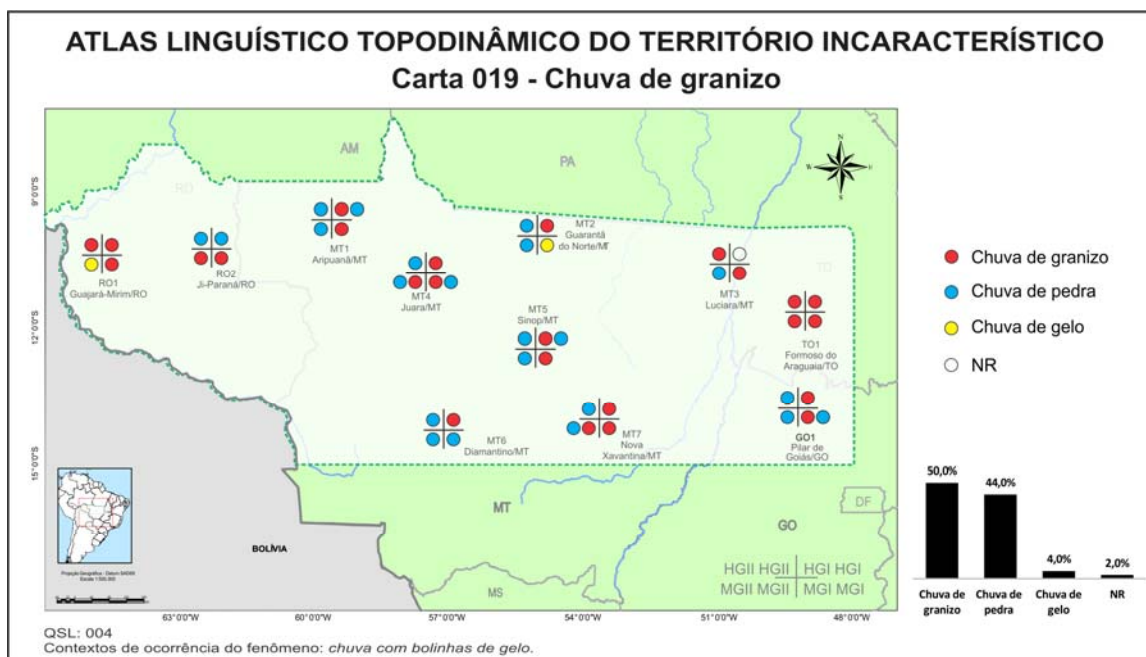 ATLAS LINGUÍSTICO TOPODINÂMICO DO TERRITÓRIO INCARACTERÍSTICO
Carta 019 - Chuva de granizo
AM
PA
RO
TO
N
W
E
S
9°0'0"S
12°0'0"S
15°0'0"S
RO1
Guajará-Mirim/RO
RO2
Ji-Paraná/RO
MT1
Aripuanã/MT
MT2
Guarantã
do Norte/MT
MT3
Luciara/MT
MT4
Juara/MT
MT5
Sinop/MT
TO1
Formoso do
Araguaia/TO
MT6
Diamantino/MT
MT7
Nova
Xavantina/MT
GO1
Pilar de
Goiás/GO
Chuva de granizo
Chuva de pedra
Chuva de gelo
NR
MT
GO
DF
MS
BOLÍVIA
HGII HGII HGI HGI
MGII MGII MGI MGI
63°0'0"W
60°0'0"W
57°0'0"W
54°0'0"W
51°0'0"W
48°0'0"W
50,0%
44,0%
4,0%
2,0%
Chuva de granizo
Chuva de pedra
Chuva de gelo
NR
QSL: 004
Contextos de ocorrência do fenômeno: chuva com bolinhas de gelo.